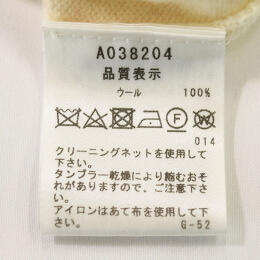 A038204
品質表示
ウール 100%
014
クリーニングネットを使用して
下さい。
タンブラー乾燥により縮むおそ
れがありますので、ご注意下さ
い。
アイロンはあて布を使用して下
さい。 G-52